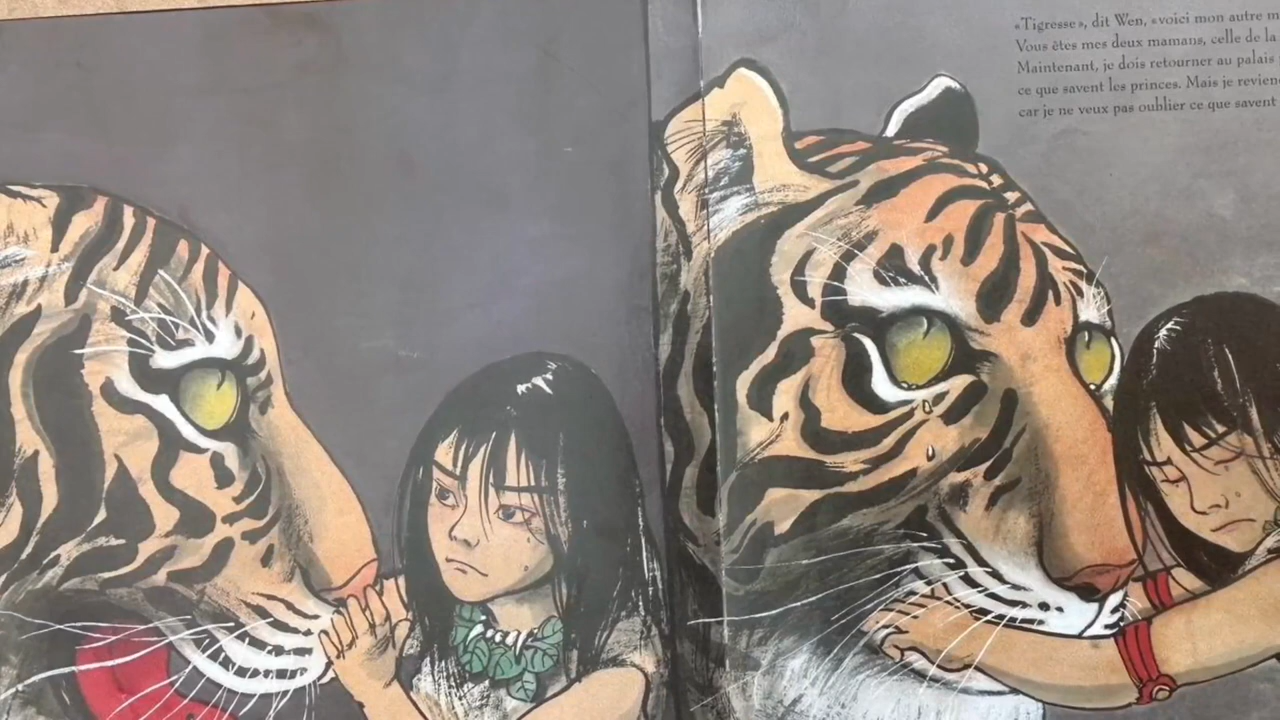 «Tigresse», dit Wen, «voici mon autre
Vous êtes mes deux mamans, celle de la
Maintenant, je dois retourner au palais
ce que savent les princes. Mais je
car je ne veux pas oublier ce que savent